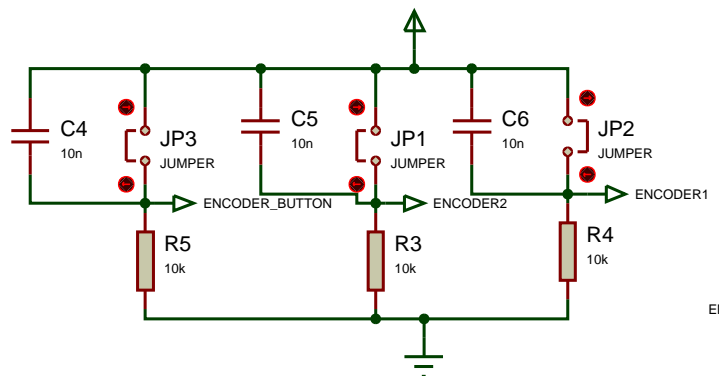 C4
10n
JP3
JUMPER
C5
10n
JP1
JUMPER
C6
10n
JP2
JUMPER
ENCODER_BUTTON
ENCODER2
ENCODER1
R5
10k
R3
10k
R4
10k